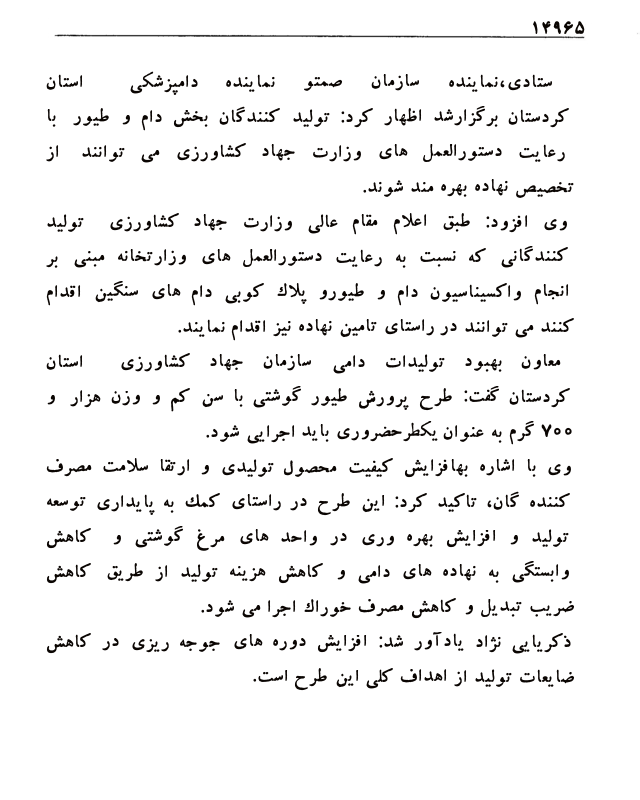 ۱۴۹۶۵
ستادی،نماینده سازمان صمتو نماینده دامپزشکی استان
کردستان برگزارشد اظهار کرد: تولید کنندگان بخش دام و طیور با
رعایت دستورالعمل های وزارت جهاد کشاورزی می توانند از
تخصیص نهاده بهره مند شوند.
وی افزود: طبق اعلام مقام عالی وزارت جهاد کشاورزی تولید
کنندگانی که نسبت به رعایت دستورالعمل های وزارتخانه مبنی بر
انجام واکسیناسیون دام و طیورو پلاك کوبی دام های سنگین اقدام
کنند می توانند در راستای تامین نهاده نیز اقدام نمایند.
معاون بهبود تولیدات دامی سازمان جهاد کشاورزی استان
کردستان گفت: طرح پرورش طیور گوشتی با سن کم و وزن هزار و
۷۰۰ گرم به عنوان یکطرحضروری باید اجرایی شود.
وی با اشاره بهافزایش کیفیت محصول تولیدی و ارتقا سلامت مصرف
کننده گان، تاکید کرد: این طرح در راستای کمك به پایداری توسعه
تولید و افزایش بهره وری در واحد های مرغ گوشتی و کاهش
وابستگی به نهاده های دامی و کاهش هزینه تولید از طریق کاهش
ضریب تبدیل و کاهش مصرف خوراك اجرا می شود.
ذکریایی نژاد یادآور شد: افزایش دوره های جوجه ریزی در کاهش
ضایعات تولید از اهداف کلی این طرح است.